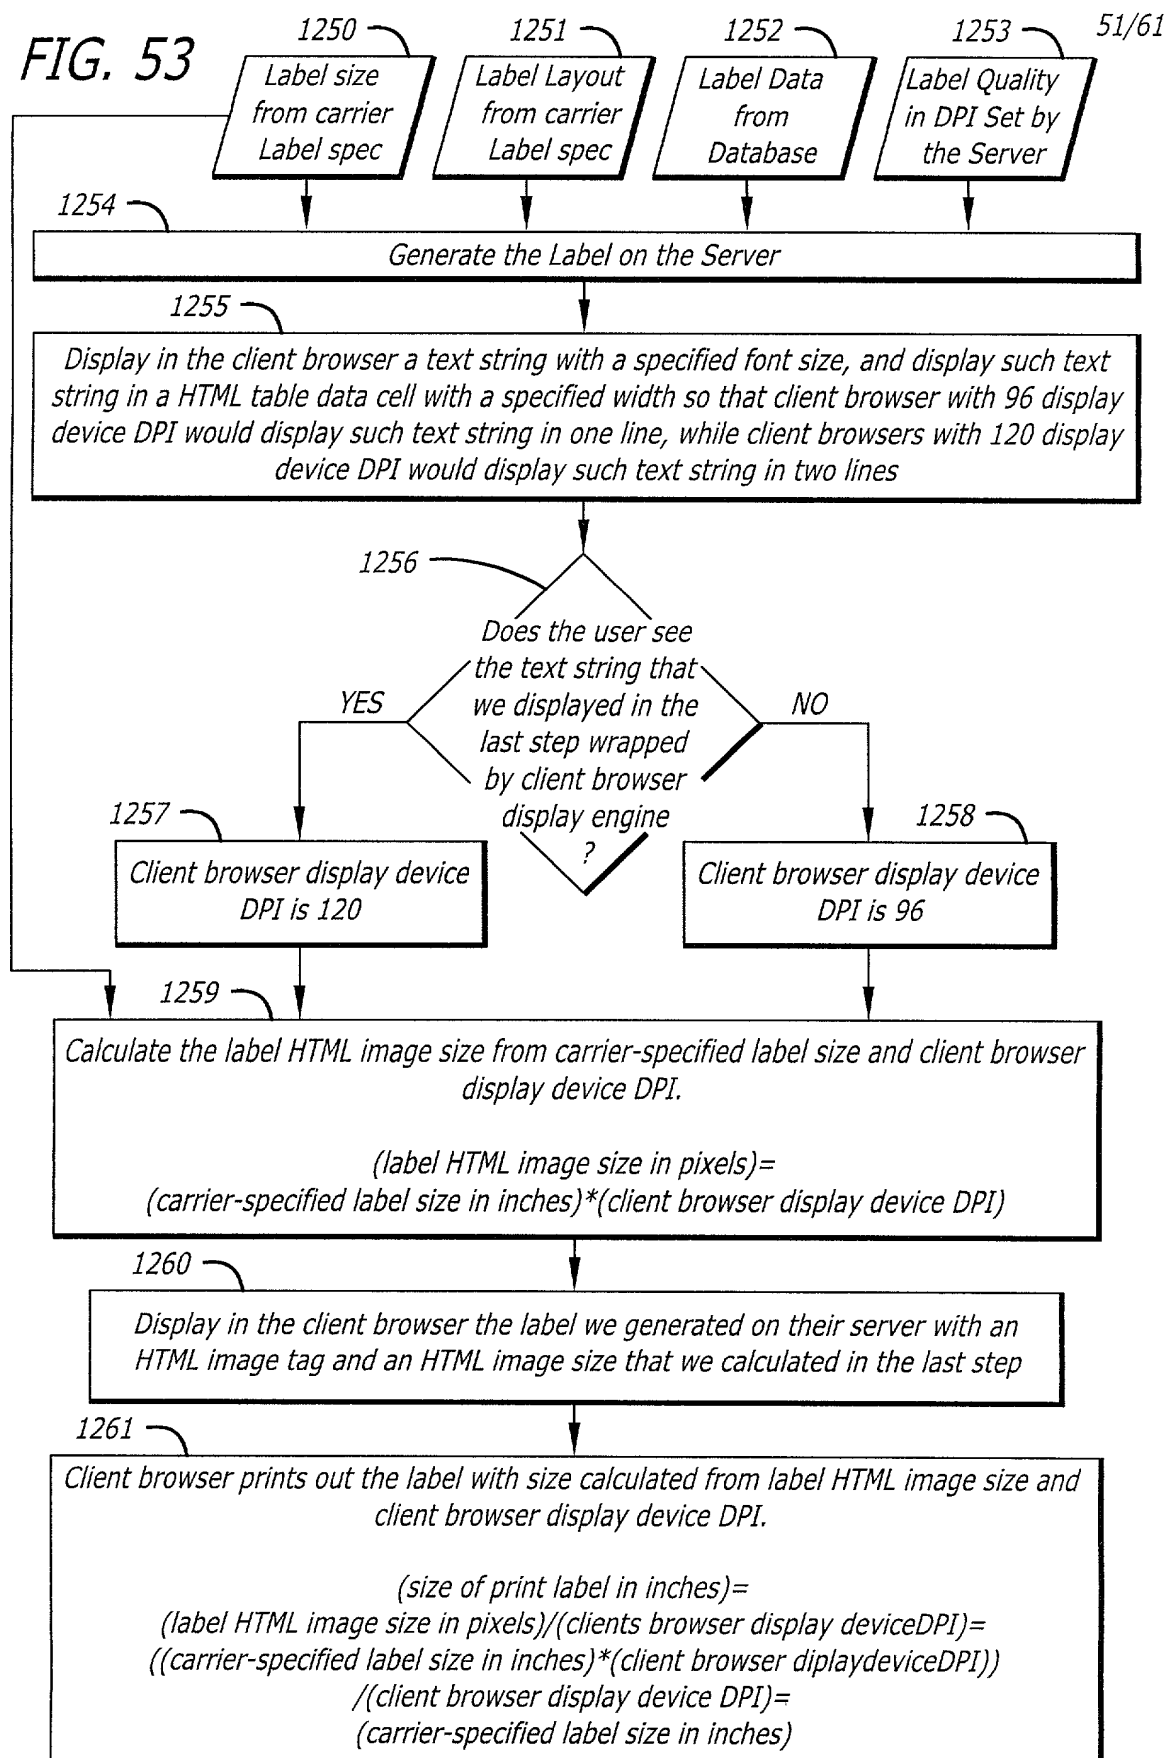 FIG. 53
1250
1251
1252
1253
51/61
Label size
from carrier
Label spec
Label Layout
from carrier
Label spec
Label Data
from
Database
Label Quality
in DPI Set by
the Server
1254
Generate the Label on the Server
1255
Display in the client browser a text string with a specified font size, and display such text
string in a HTML table data cell with a specified width so that client browser with 96 display
device DPI would display such text string in one line, while client browsers with 120 display
device DPI would display such text string in two lines
1256
Does the user see
the text string that
we displayed in the
last step wrapped
by client browser
display engine
?
YES
NO
1257
Client browser display device
DPI is 120
1258
Client browser display device
DPI is 96
1259
Calculate the label HTML image size from carrier-specified label size and client browser
display device DPI.
(label HTML image size in pixels)=
(carrier-specified label size in inches)*(client browser display device DPI)
1260
Display in the client browser the label we generated on their server with an
HTML image tag and an HTML image size that we calculated in the last step
1261
Client browser prints out the label with size calculated from label HTML image size and
client browser display device DPI.
(size of print label in inches)=
(label HTML image size in pixels)/(clients browser display deviceDPI)=
((carrier-specified label size in inches)*(client browser diplaydeviceDPI))
/(client browser display device DPI)=
(carrier-specified label size in inches)